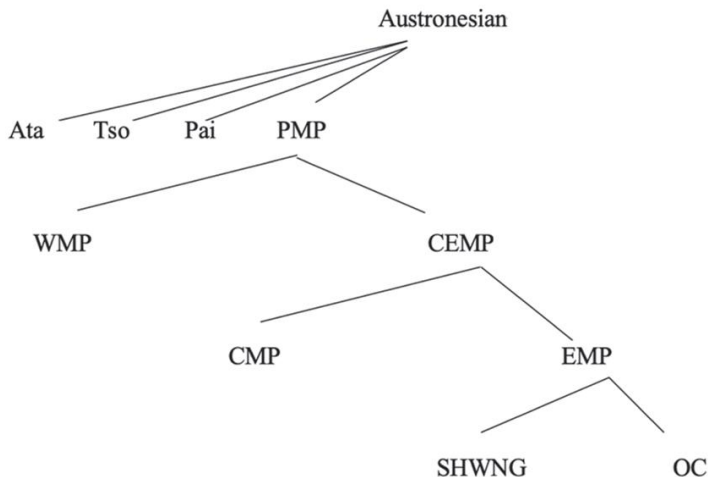 Austronesian
Ata Tso Pai PMP
WMP CEMP
CMP EMP
SHWNG OC